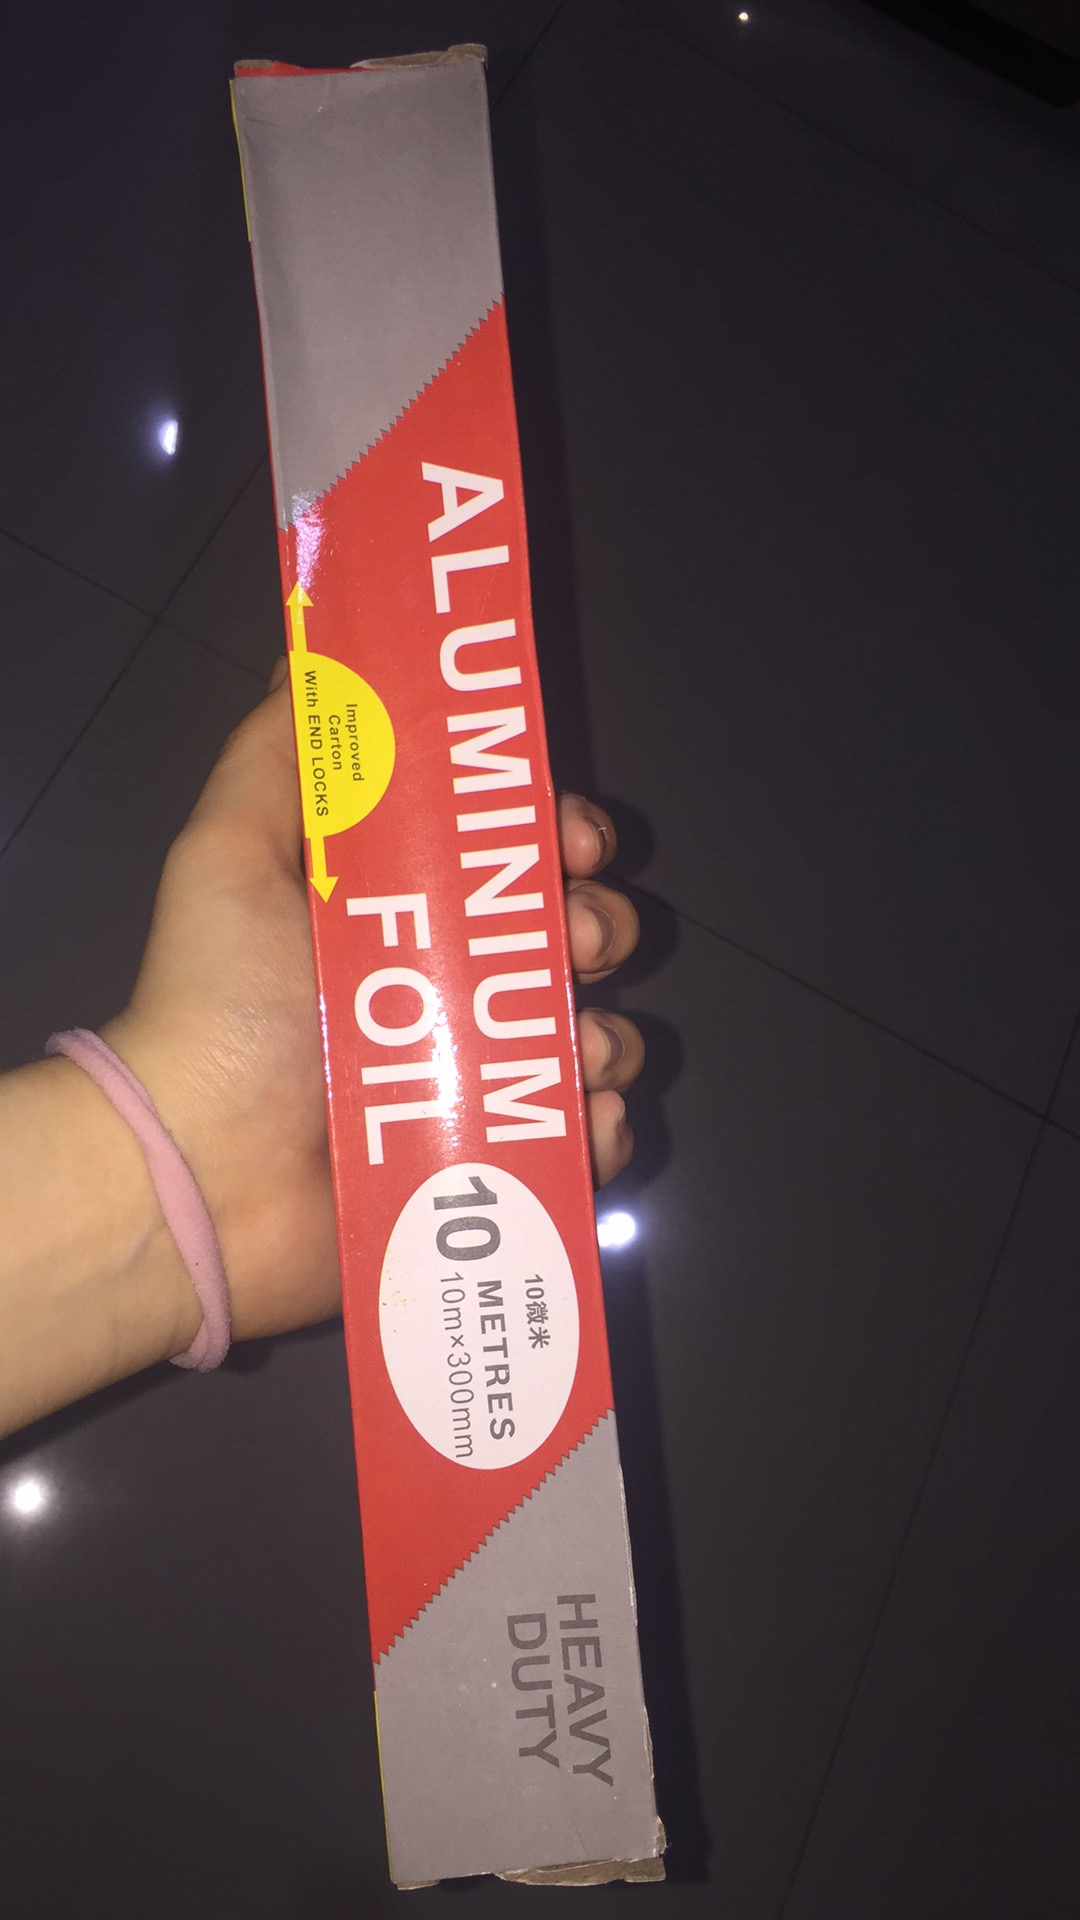 ALUMINIUM
FOIL
Improved
Carton
With END LOCKS
10微米
10 METRES
10m×300mm
HEAVY
DUTY